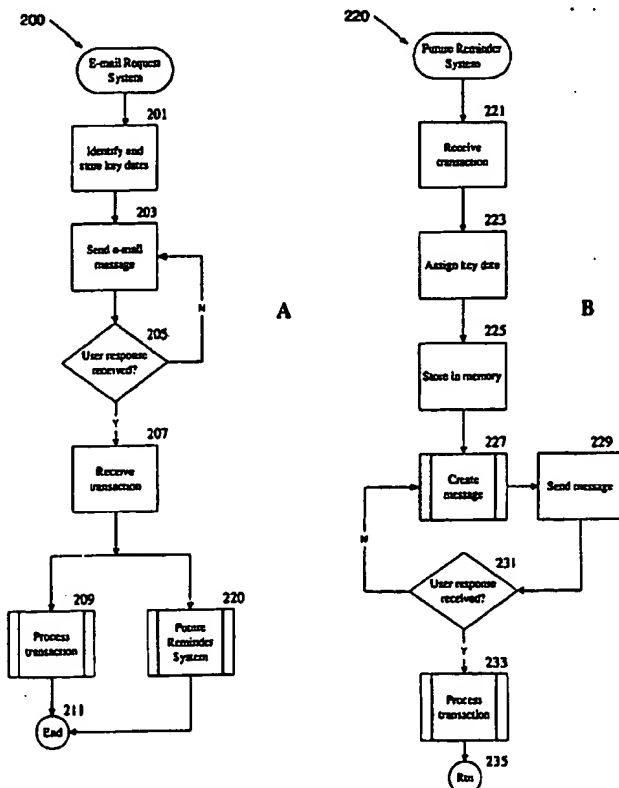 200
E-mail Request
System
201
Identify and
store key dates
203
Send e-mail
message
N
205
User response
received?
Y
207
Receive
transaction
209
Process
transaction
220
Future
Reminder
System
211
End
A
220
Future Reminder
System
221
Receive
transaction
223
Assign key date
225
Store in memory
227
Create
message
229
Send message
N
231
User response
received?
Y
233
Process
transaction
235
Rtn
B